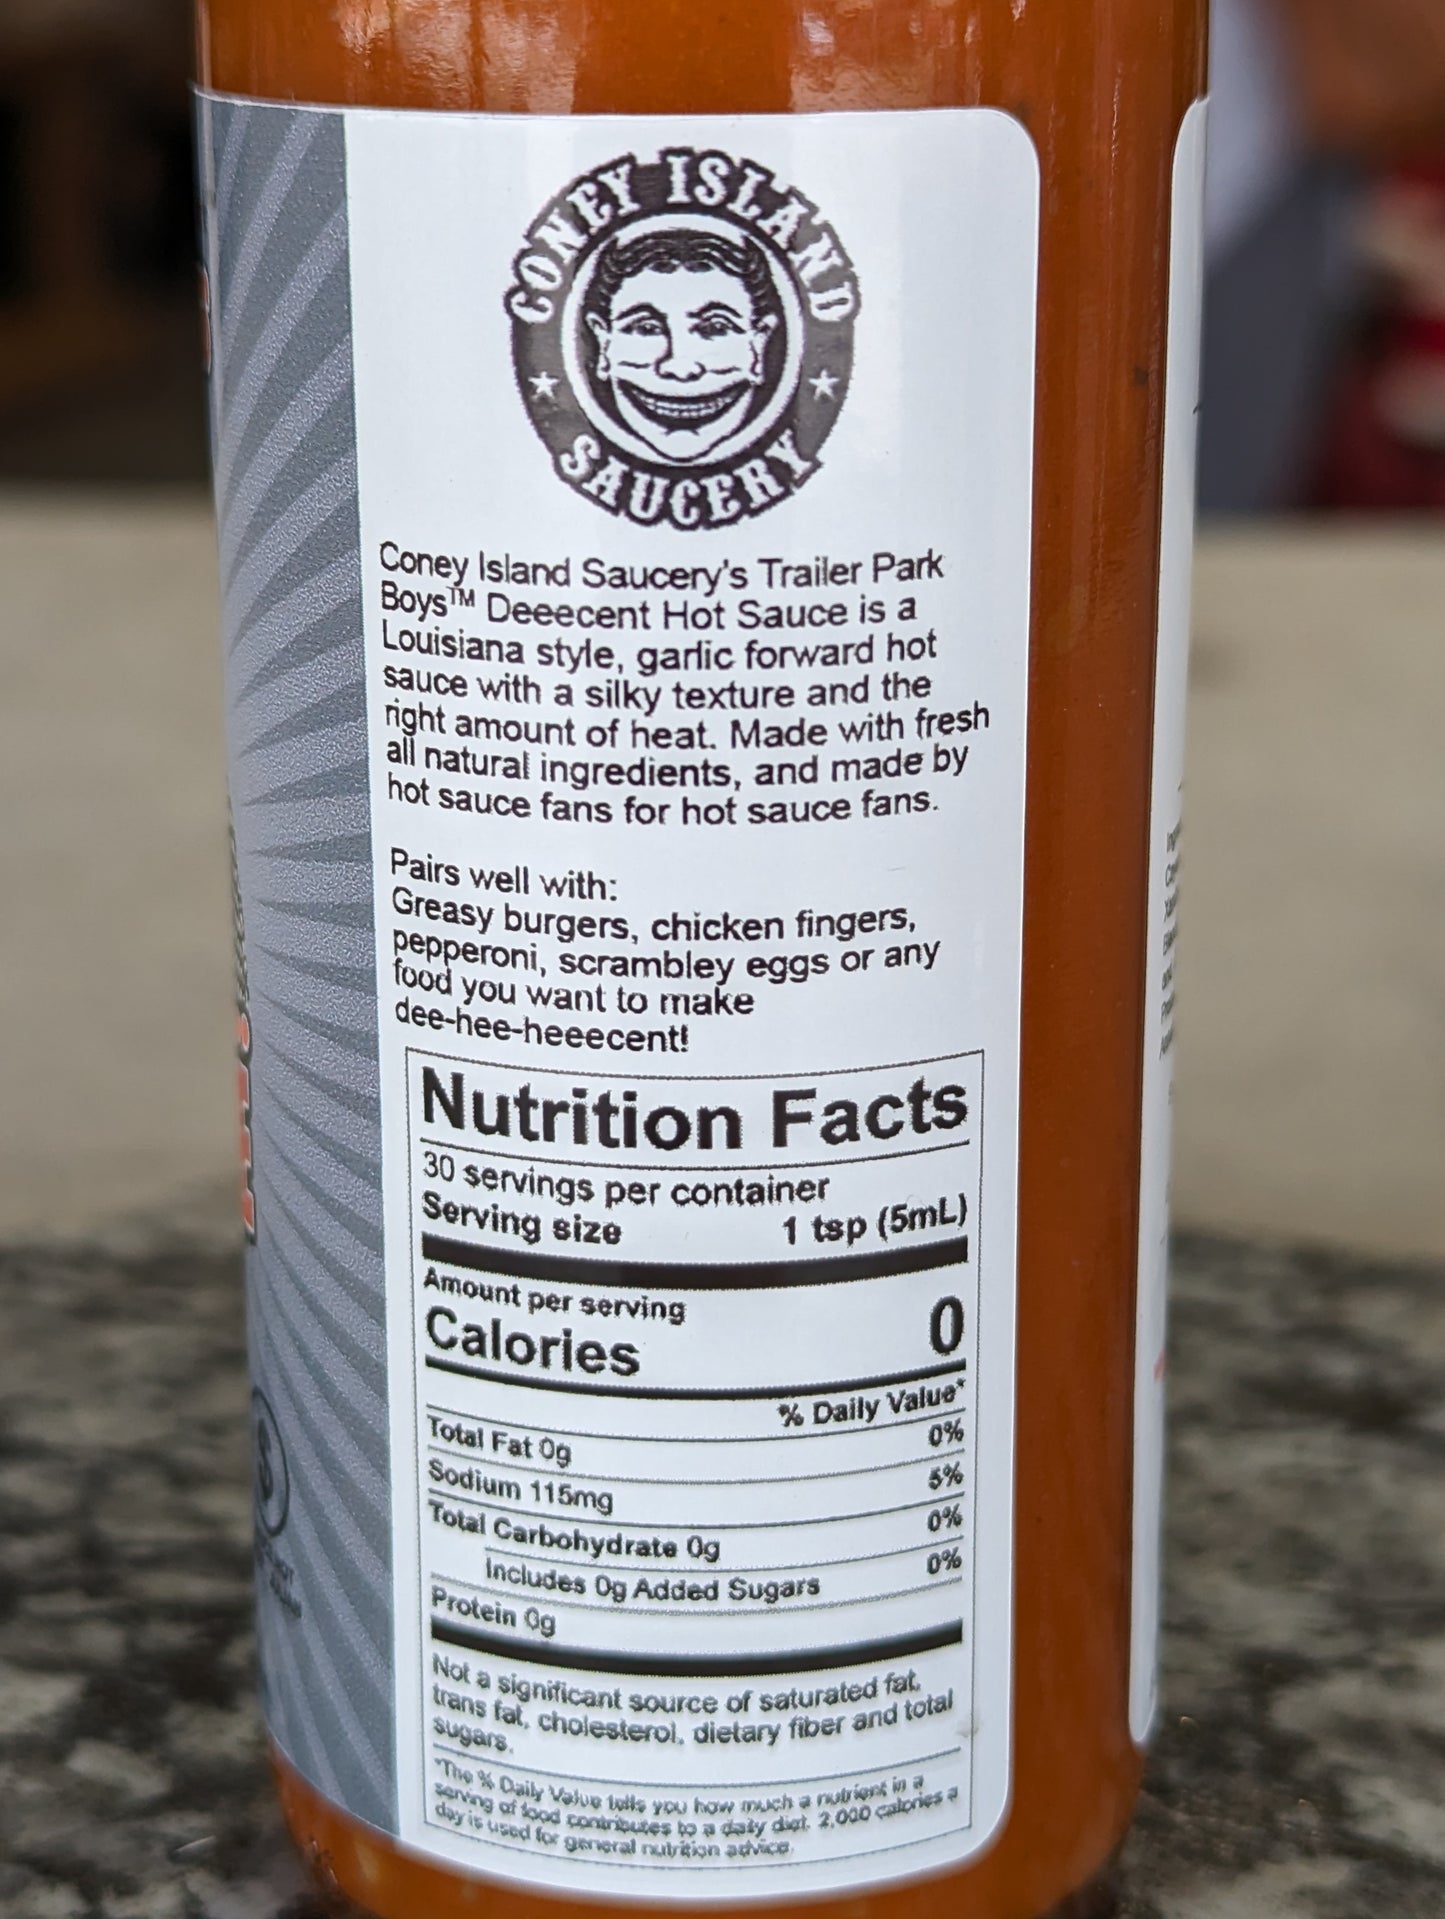 CONEY ISLAND
SAUCERY
Coney Island Saucery's Trailer Park
Boys™ Deeecent Hot Sauce is a
Louisiana style, garlic forward hot
sauce with a silky texture and the
right amount of heat. Made with fresh
all natural ingredients, and made by
hot sauce fans for hot sauce fans.
Pairs well with:
Greasy burgers, chicken fingers,
pepperoni, scrambley eggs or any
food you want to make
dee-hee-heeecent!
Nutrition Facts
30 servings per container
Serving size 1 tsp (5mL)
Amount per serving
Calories 0
% Daily Value*
Total Fat 0g 0%
Sodium 115mg 5%
Total Carbohydrate 0g 0%
Includes 0g Added Sugars 0%
Protein 0g
Not a significant source of saturated fat,
trans fat, cholesterol, dietary fiber and total
sugars.
*The % Daily Value tells you how much a nutrient in a
serving of food contributes to a daily diet. 2,000 calories a
day is used for general nutrition advice.